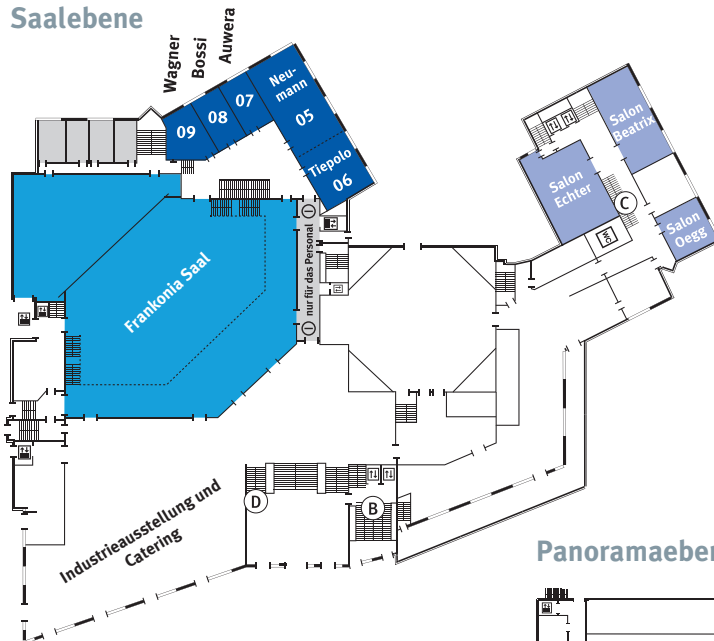 Saalebene
Wagner
Bossi
Auwera
09
08
07
Neu-
mann
05
Tiepolo
06
Salon
Beatrix
Salon
Echter
C
WC
Salon
Oegg
nur für das Personal
Frankonia Saal
Industrieausstellung und
Catering
D
B
Panoramaeben